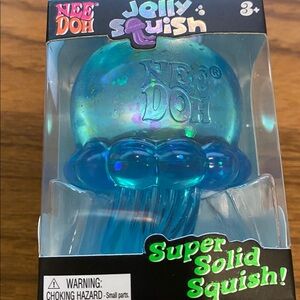 NEE
DOH
Jelly
Squish
3+
NEE
DOH®
Super
Solid
Squish!
WARNING:
CHOKING HAZARD - Small parts.